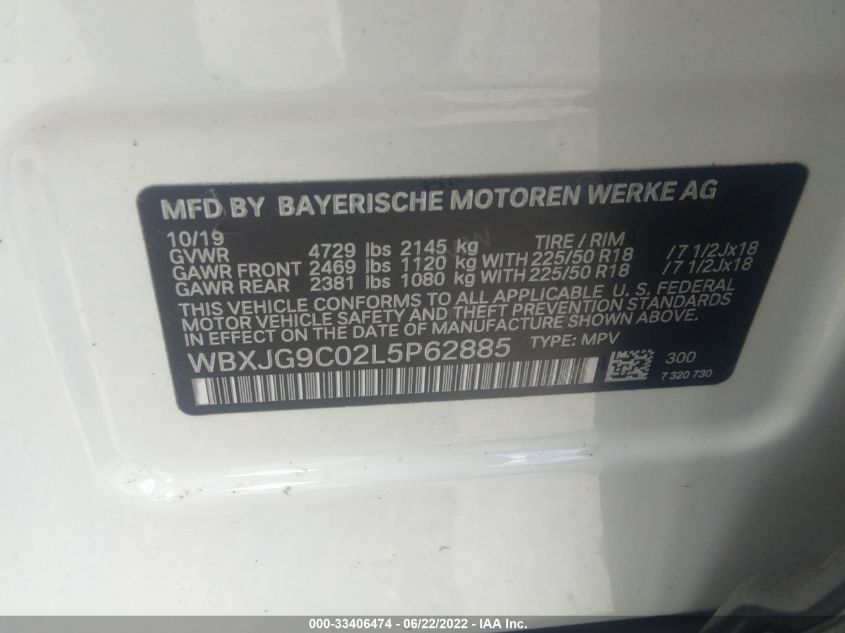 MFD BY BAYERISCHE MOTOREN WERKE AG
10/19 TIRE / RIM
GVWR 4729 lbs 2145 kg
GAWR FRONT 2469 lbs 1120 kg WITH 225/50 R18 /7 1/2Jx18
GAWR REAR 2381 lbs 1080 kg WITH 225/50 R18 /7 1/2Jx18
THIS VEHICLE CONFORMS TO ALL APPLICABLE U. S. FEDERAL
MOTOR VEHICLE SAFETY AND THEFT PREVENTION STANDARDS
IN EFFECT ON THE DATE OF MANUFACTURE SHOWN ABOVE.
WBXJG9C02L5P62885 TYPE: MPV
300
7 320 730
000-33406474 - 06/22/2022 - IAA Inc.